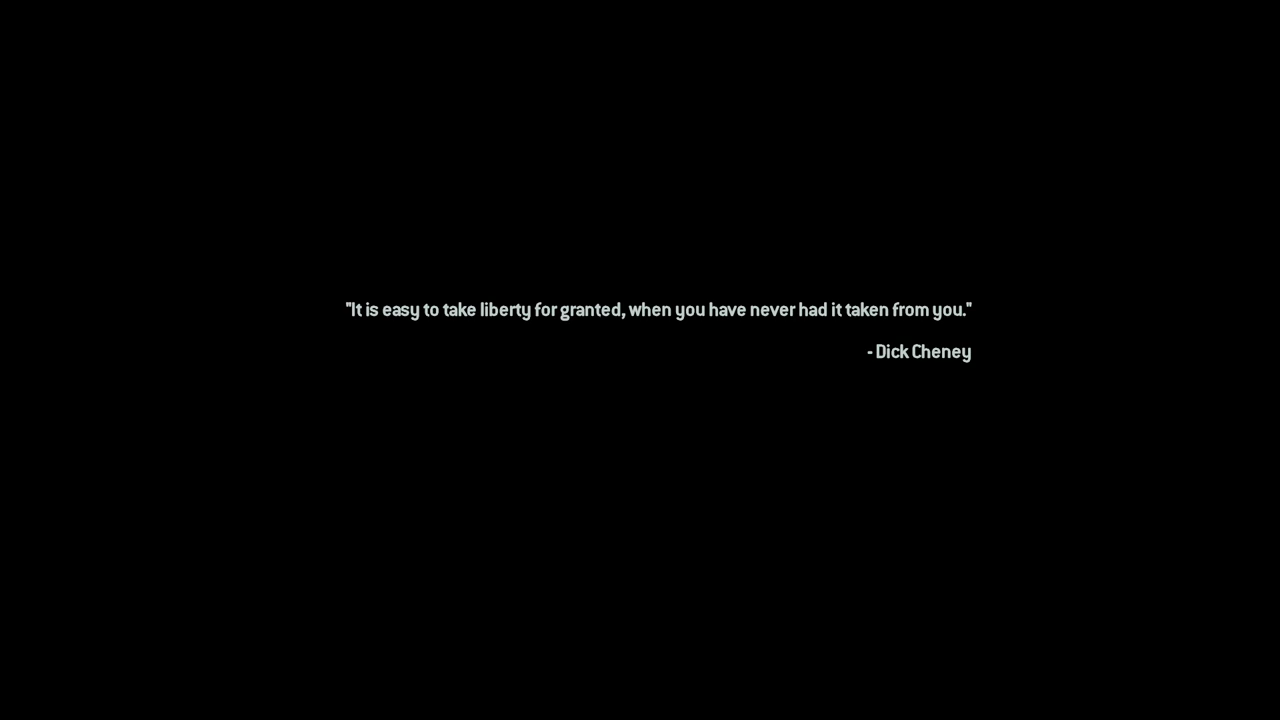 "It is easy to take liberty for granted, when you have never had it taken from you."
- Dick Cheney